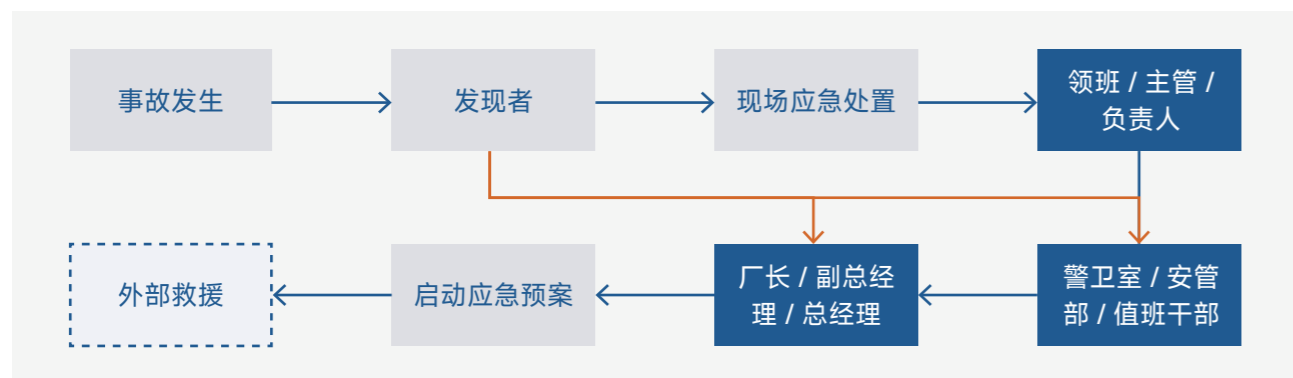 事故发生
发现者
现场应急处置
领班 / 主管 /
负责人
外部救援
启动应急预案
厂长 / 副总经
理 / 总经理
警卫室 / 安管
部 / 值班干部